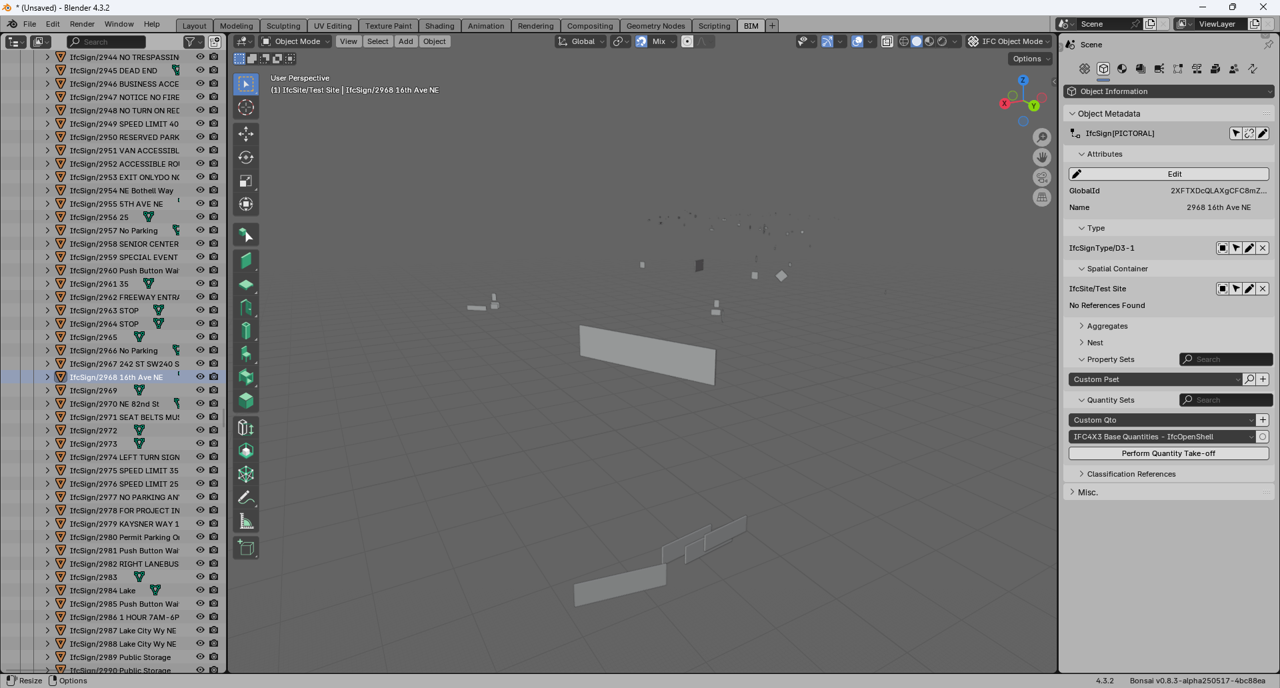 * (Unsaved) - Blender 4.3.2
File Edit Render Window Help
Layout Modeling Sculpting UV Editing Texture Paint Shading Animation Rendering Compositing Geometry Nodes Scripting BIM +
Scene ViewLayer
Search
Object Mode View Select Add Object Global Mix IFC Object Mode
Options
User Perspective
(1) IfcSite/Test Site | IfcSign/2968 16th Ave NE
Z
X
Y
IfcSign/2944 NO TRESPASSIN
IfcSign/2945 DEAD END
IfcSign/2946 BUSINESS ACCE
IfcSign/2947 NOTICE NO FIRE
IfcSign/2948 NO TURN ON RED
IfcSign/2949 SPEED LIMIT 40
IfcSign/2950 RESERVED PARK
IfcSign/2951 VAN ACCESSIBL
IfcSign/2952 ACCESSIBLE ROU
IfcSign/2953 EXIT ONLYDO NO
IfcSign/2954 NE Bothell Way
IfcSign/2955 5TH AVE NE
IfcSign/2956 25
IfcSign/2957 No Parking
IfcSign/2958 SENIOR CENTER
IfcSign/2959 SPECIAL EVENT
IfcSign/2960 Push Button Wai
IfcSign/2961 35
IfcSign/2962 FREEWAY ENTRA
IfcSign/2963 STOP
IfcSign/2964 STOP
IfcSign/2965
IfcSign/2966 No Parking
IfcSign/2967 242 ST SW240 S
IfcSign/2968 16th Ave NE
IfcSign/2969
IfcSign/2970 NE 82nd St
IfcSign/2971 SEAT BELTS MUS
IfcSign/2972
IfcSign/2973
IfcSign/2974 LEFT TURN SIGN
IfcSign/2975 SPEED LIMIT 35
IfcSign/2976 SPEED LIMIT 25
IfcSign/2977 NO PARKING ANY
IfcSign/2978 FOR PROJECT IN
IfcSign/2979 KAYSNER WAY 1
IfcSign/2980 Permit Parking O
IfcSign/2981 Push Button Wai
IfcSign/2982 RIGHT LANEBUS
IfcSign/2983
IfcSign/2984 Lake
IfcSign/2985 Push Button Wai
IfcSign/2986 1 HOUR 7AM-6P
IfcSign/2987 Lake City Wy NE
IfcSign/2988 Lake City Wy NE
IfcSign/2989 Public Storage
IfcSign/2990 Public Storage
Scene
Object Information
Object Metadata
IfcSign[PICTORAL]
Attributes
Edit
GlobalId 2XFTXDcQLAXgCFC8mZ...
Name 2968 16th Ave NE
Type
IfcSignType/D3-1
Spatial Container
IfcSite/Test Site
No References Found
Aggregates
Nest
Property Sets Search
Custom Pset
Quantity Sets Search
Custom Qto
IFC4X3 Base Quantities - IfcOpenShell
Perform Quantity Take-off
Classification References
Misc.
Resize Options
4.3.2 Bonsai v0.8.3-alpha250517-4bc88ea